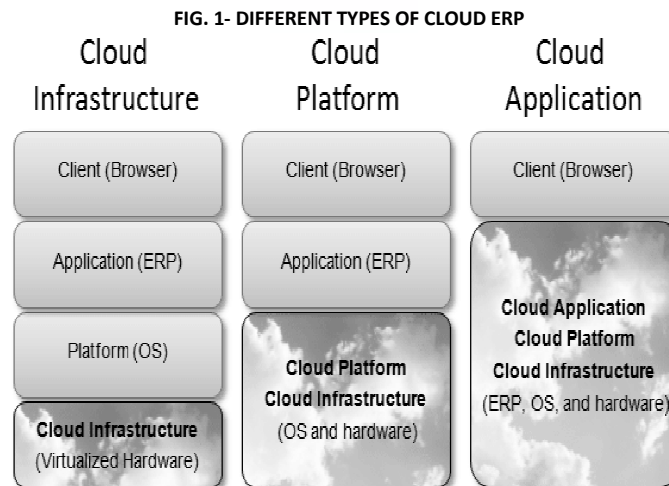 FIG. 1- DIFFERENT TYPES OF CLOUD ERP
Cloud
Infrastructure
Client (Browser)
Application (ERP)
Platform (OS)
Cloud Infrastructure
(Virtualized Hardware)
Cloud
Platform
Client (Browser)
Application (ERP)
Cloud Platform
Cloud Infrastructure
(OS and hardware)
Cloud
Application
Client (Browser)
Cloud Application
Cloud Platform
Cloud Infrastructure
(ERP, OS, and hardware)